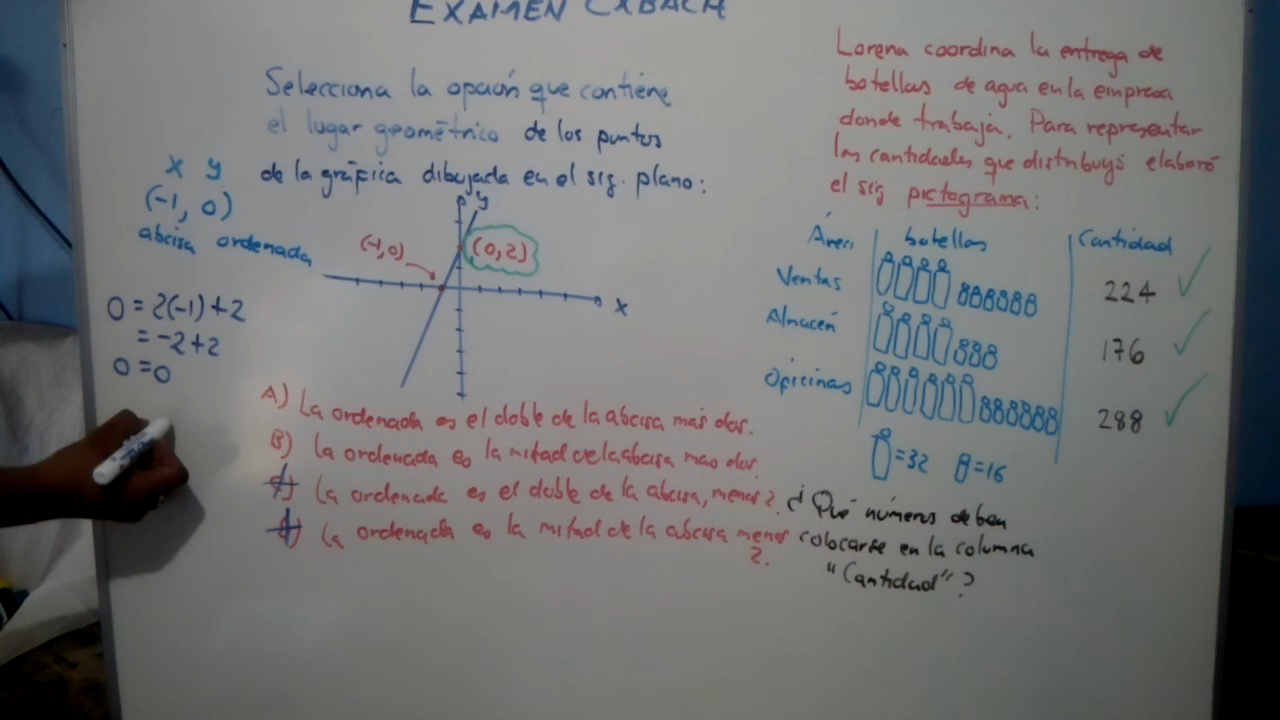 EXAMEN CXBACH
Selecciona la opción que contiene
el lugar geométrico de los puntos
de la gráfica dibujada en el sig. plano:
x y
(-1, 0)
abcisa ordenada
0 = 2(-1)+2
= -2+2
0 = 0
y
(-1,0)
(0,2)
x
A) La ordenada es el doble de la abcisa más dos.
B) la ordenada es la mitad de la abcisa mas dos.
C) la ordenada es el doble de la abcisa, menos 2.
la ordenada es la mitad de la abcisa menos
2.
Lorena coordina la entrega de
botellas de agua en la empresa
donde trabaja. Para representar
las cantidades que distribuyó elaboró
el sig pictograma:
Área botellas Cantidad
Ventas 224
Almacén 176
Oficinas 288
=32 =16
¿Qué números deben
colocarse en la columna
"Cantidad"?